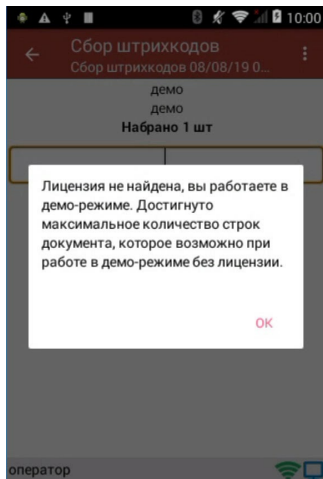 10:00
Сбор штрихкодов
Сбор штрихкодов 08/08/19 0...
демо
демо
Набрано 1 шт
Лицензия не найдена, вы работаете в
демо-режиме. Достигнуто
максимальное количество строк
документа, которое возможно при
работе в демо-режиме без лицензии.
ОК
оператор